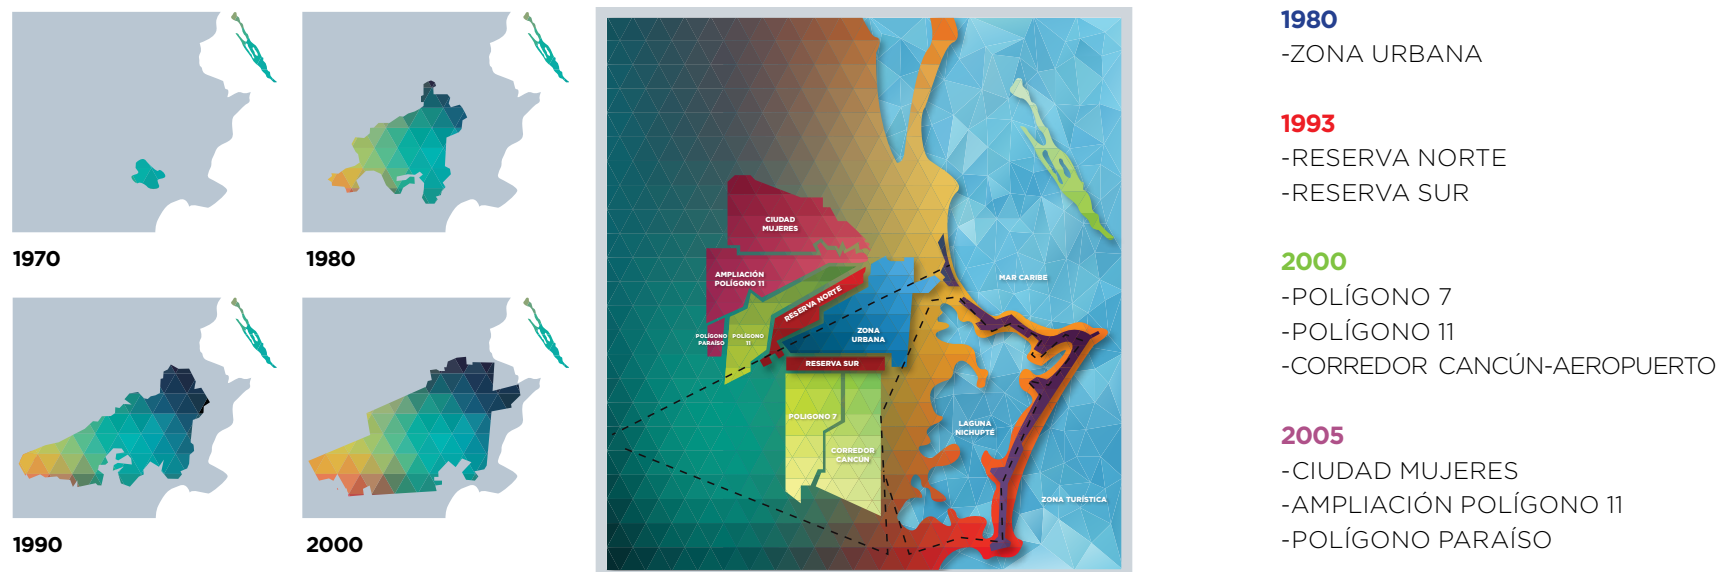 1970
1980
1990
2000
CIUDAD
MUJERES
AMPLIACIÓN
POLÍGONO 11
RESERVA NORTE
POLÍGONO
PARAÍSO
POLÍGONO
11
ZONA
URBANA
RESERVA SUR
POLIGONO 7
CORREDOR
CANCÚN
MAR CARIBE
LAGUNA
NICHUPTÉ
ZONA TURÍSTICA
1980
-ZONA URBANA
1993
-RESERVA NORTE
-RESERVA SUR
2000
-POLÍGONO 7
-POLÍGONO 11
-CORREDOR CANCÚN-AEROPUERTO
2005
-CIUDAD MUJERES
-AMPLIACIÓN POLÍGONO 11
-POLÍGONO PARAÍSO